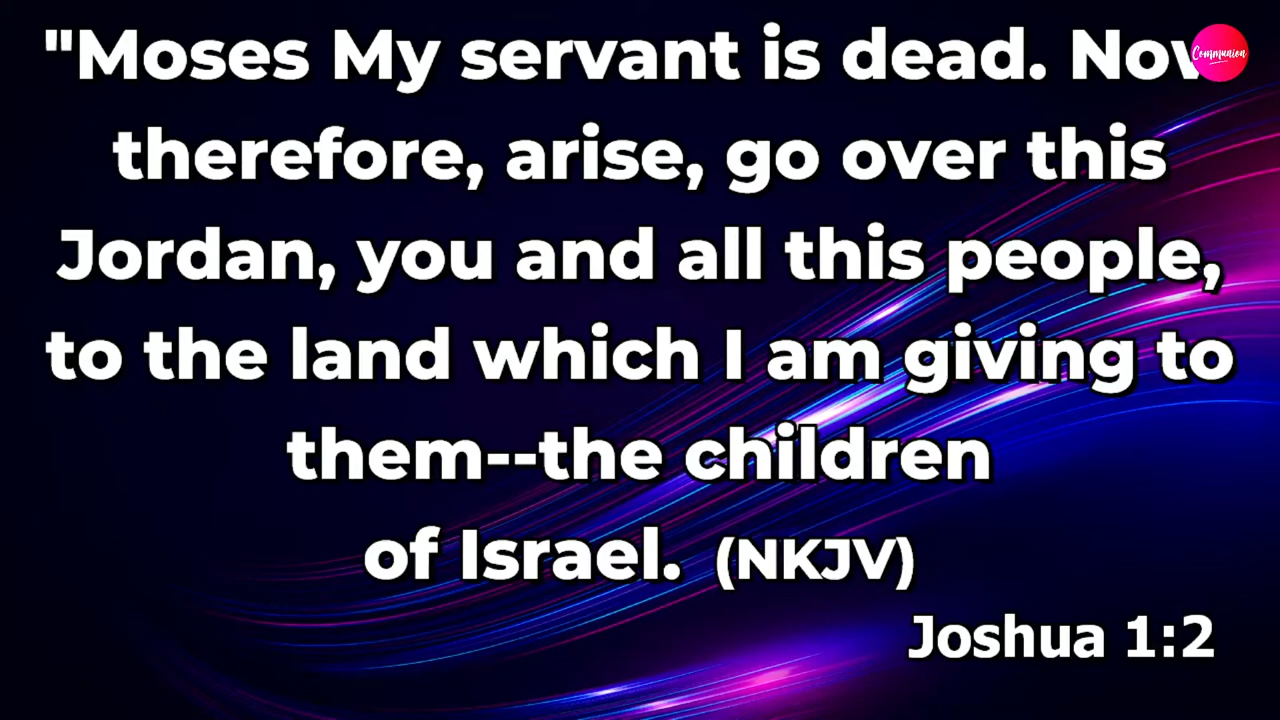 "Moses My servant is dead. Now
Communion
therefore, arise, go over this
Jordan, you and all this people,
to the land which I am giving to
them--the children
of Israel. (NKJV)
Joshua 1:2